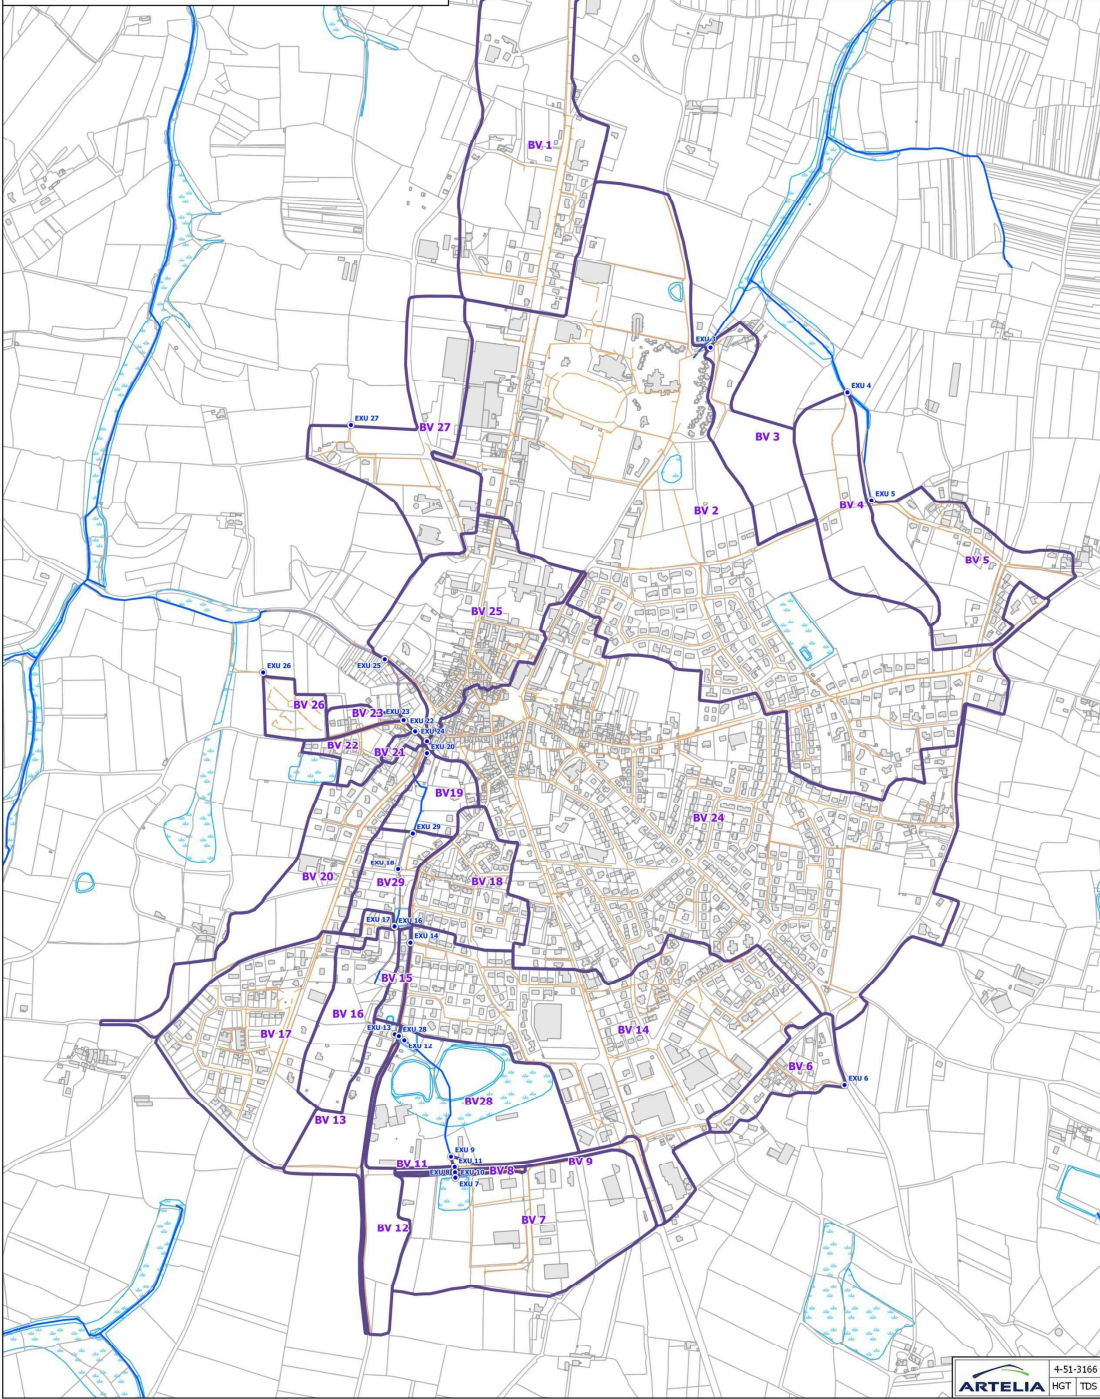 BV 1
EXU 4
BV 27
EXU 27
BV 3
EXU 5
BV 4
BV 2
BV 5
BV 25
EXU 25
EXU 26
BV 26
BV 23
EXU 23
EXU 22
EXU 24
BV 22
BV 21
EXU 20
BV19
BV 24
EXU 29
EXU 18
BV 20
BV29
BV 18
EXU 17
EXU 16
EXU 14
BV 15
BV 16
BV 17
EXU 13
EXU 28
EXU 12
BV 14
BV 6
EXU 6
BV28
BV 13
EXU 9
BV 11
EXU 11
BV 9
EXU 8
EXU 10
BV 8
EXU 7
BV 12
BV 7
ARTELIA
4-51-3166
HGT TDS